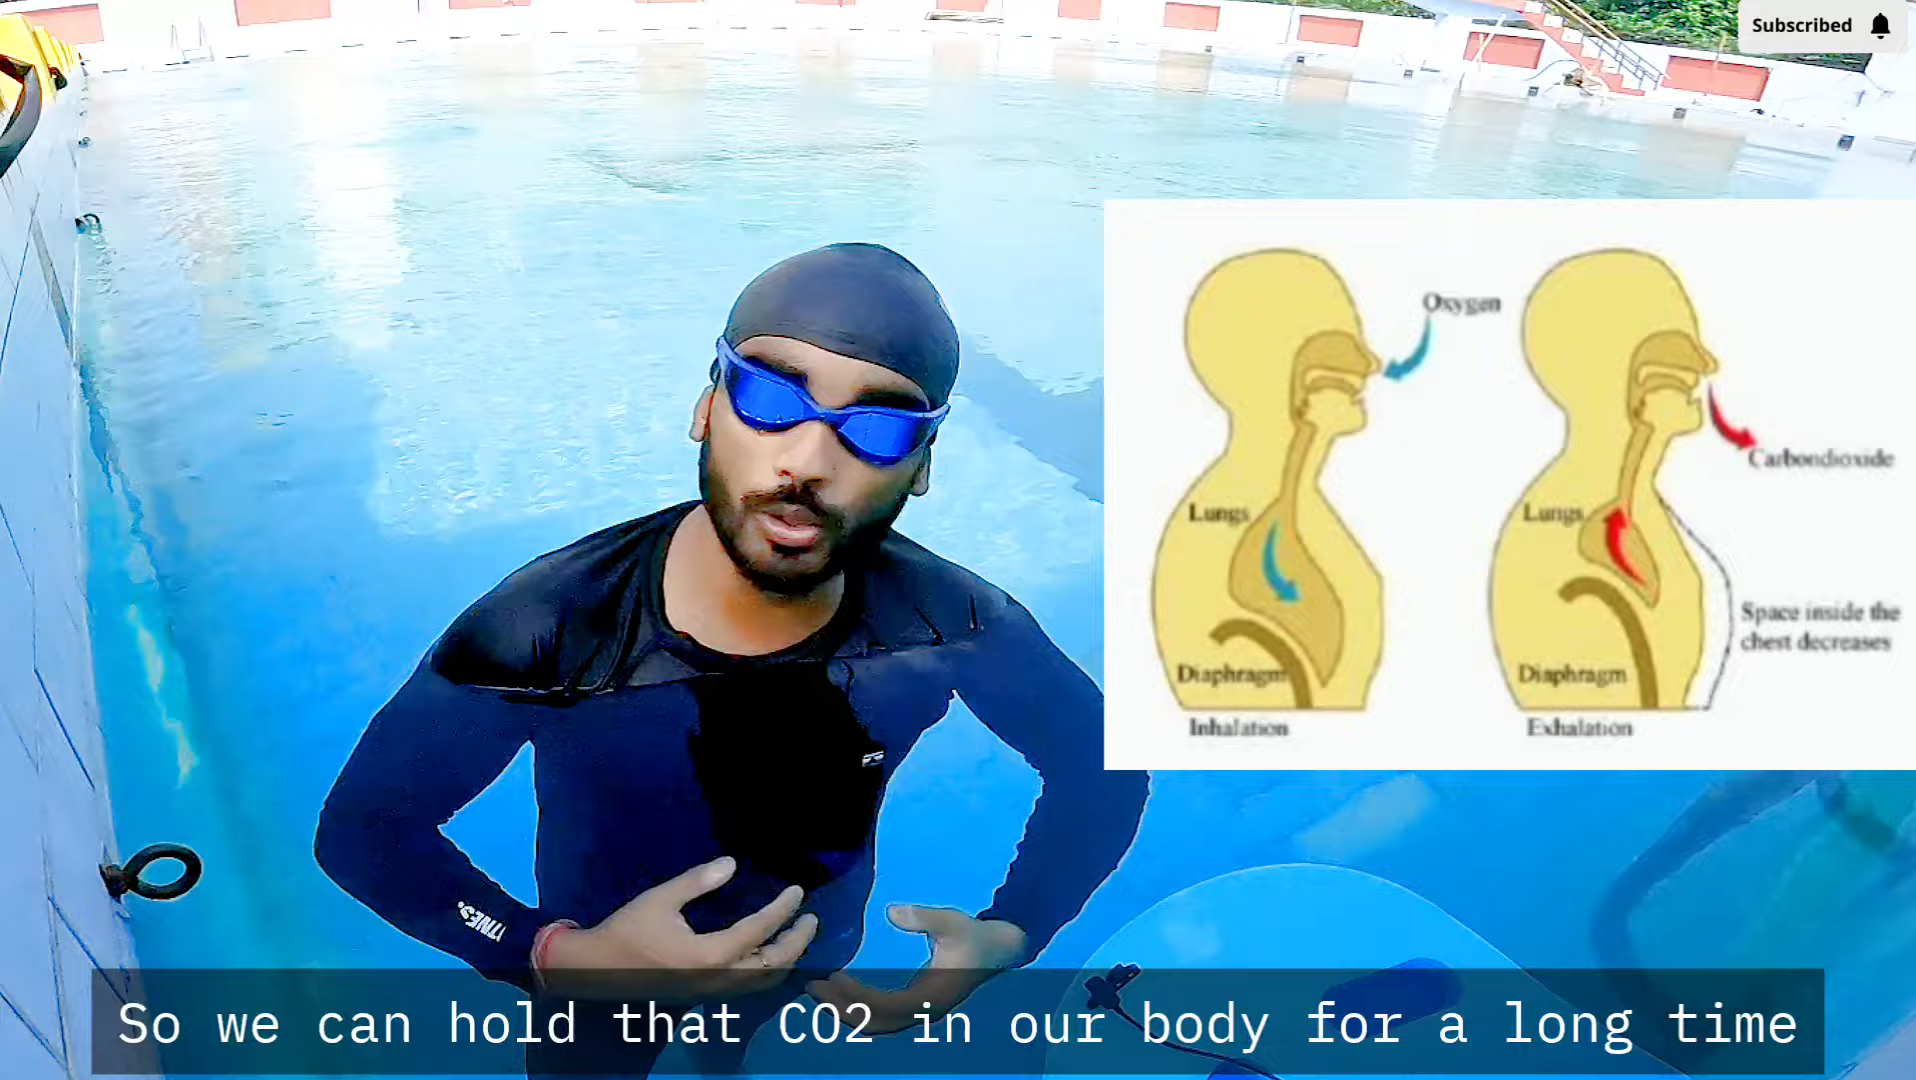 Subscribed
Oxygen
Carbondioxide
Lungs
Lungs
Space inside the
chest decreases
Diaphragm
Diaphragm
Inhalation
Exhalation
So we can hold that CO2 in our body for a long time